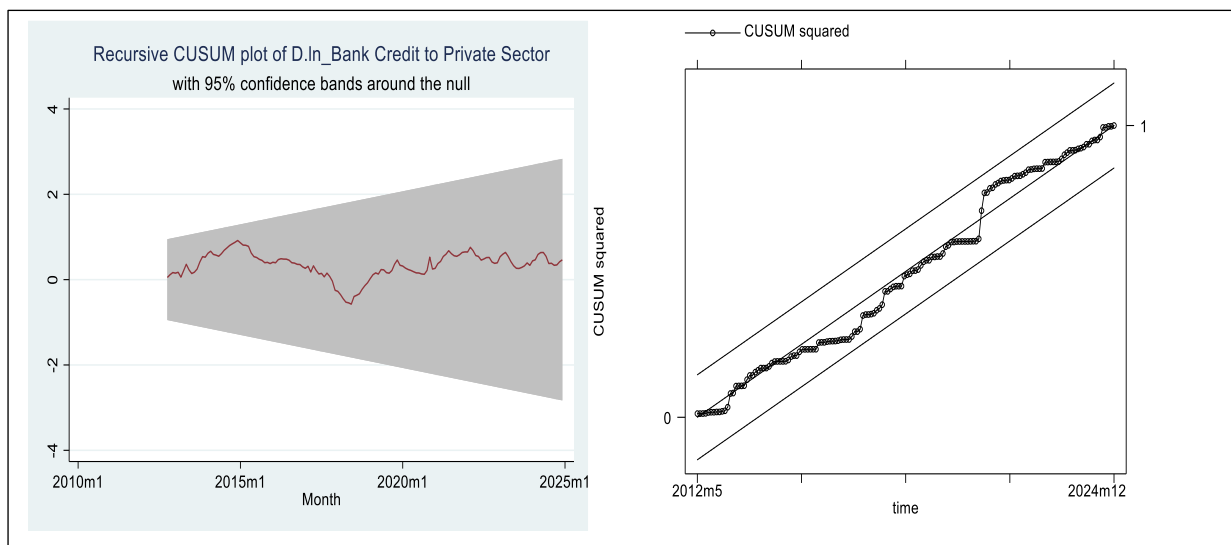 Recursive CUSUM plot of D.ln_Bank Credit to Private Sector
with 95% confidence bands around the null
4
2
0
-2
-4
2010m1
2015m1
2020m1
2025m1
Month
CUSUM squared
CUSUM squared
1
0
2012m5
2024m12
time